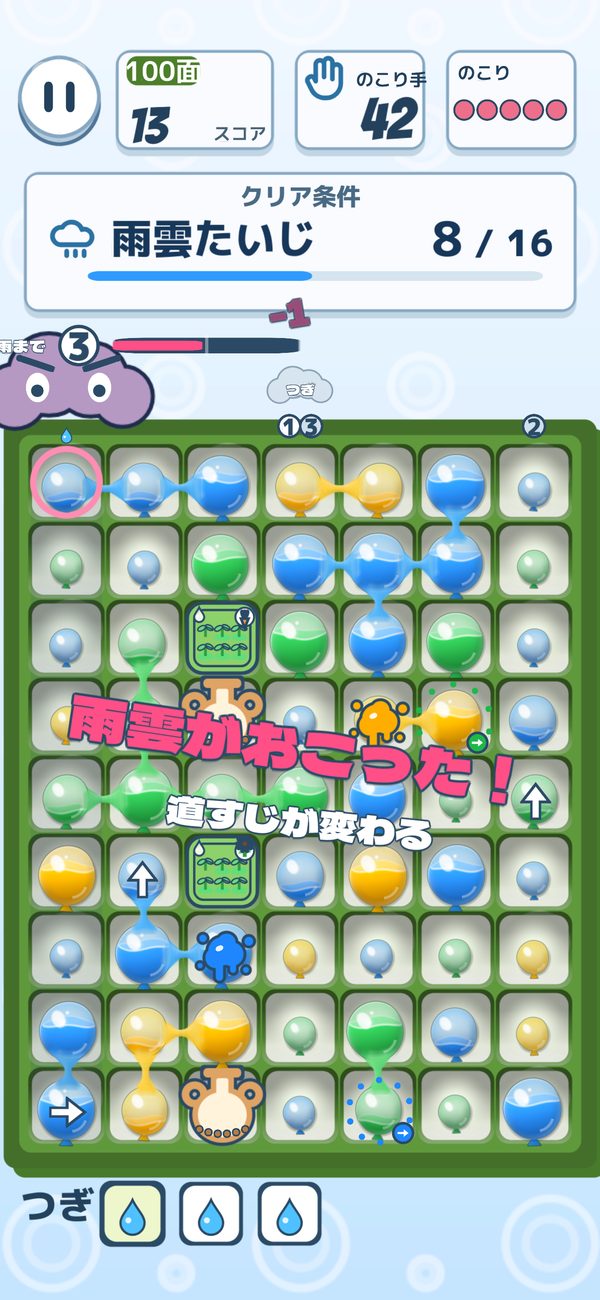 100面
のこり手
のこり
13
スコア
42
クリア条件
雨雲たいじ
8 / 16
-1
雨まで
3
つぎ
1 3
2
雨雲がおこった！
道すじが変わる
つぎ